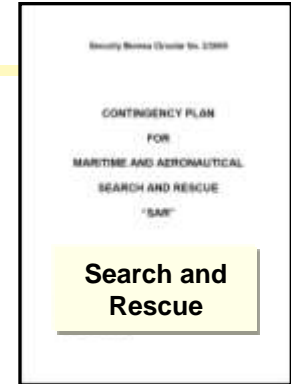 Security Bureau Circular No.
CONTINGENCY PLAN
FOR
MARITIME AND AERONAUTICAL
SEARCH AND RESCUE
"SAR"
Search and
Rescue